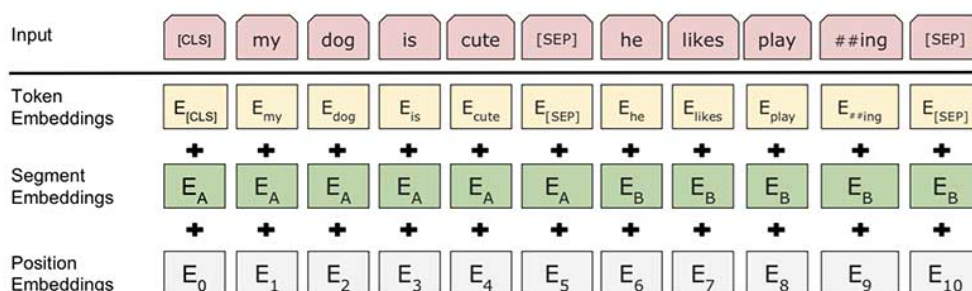 Input [CLS] my dog is cute [SEP] he likes play ##ing [SEP]
Token
Embeddings
E[CLS] Emy Edog Eis Ecute E[SEP] Ehe Elikes Eplay E##ing E[SEP]
Segment
Embeddings
EA EA EA EA EA EA EB EB EB EB EB
Position
Embeddings
E0 E1 E2 E3 E4 E5 E6 E7 E8 E9 E10